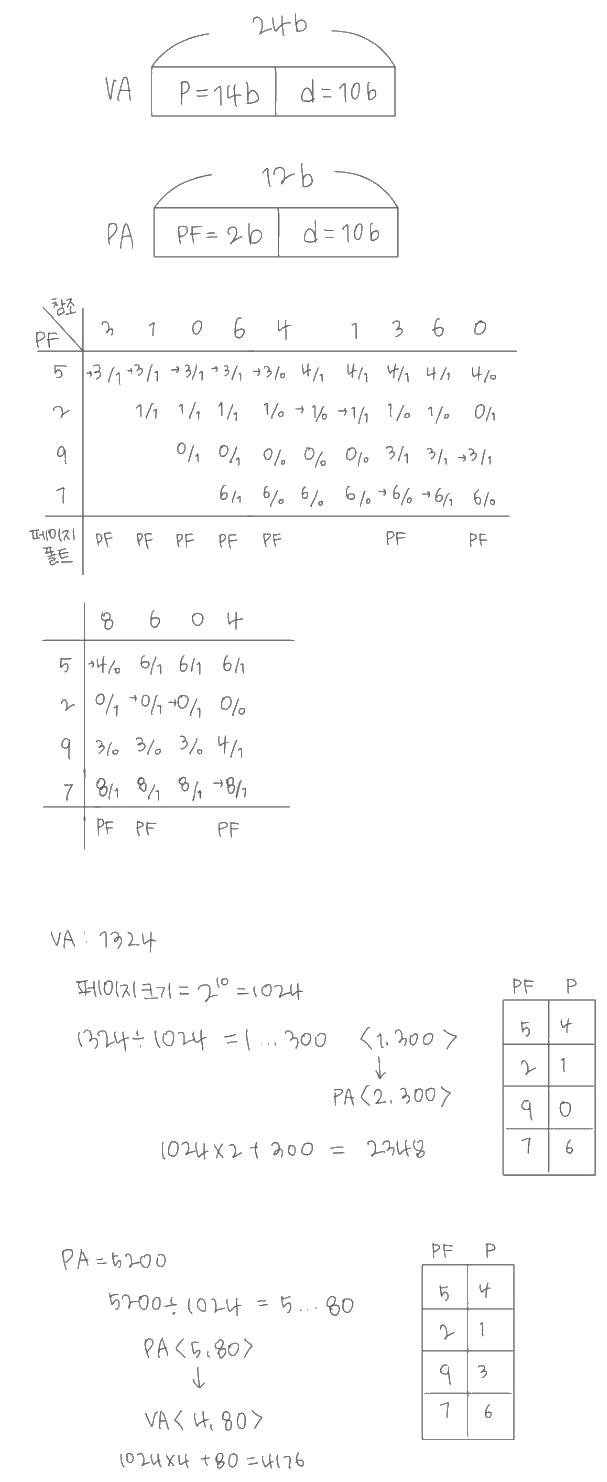 24b
VA P=14b d=10b
12b
PA PF=2b d=10b
참조
PF 3 1 0 6 4 1 3 6 0
5 →3/1 →3/1 →3/1 →3/1 →3/0 4/1 4/1 4/1 4/1 4/0
2 1/1 1/1 1/1 1/0 →1/0 →1/1 1/0 1/0 0/1
9 0/1 0/1 0/0 0/0 0/0 3/1 3/1 →3/1
7 6/1 6/0 6/0 6/0 →6/0 →6/1 6/0
페이지 폴트 PF PF PF PF PF PF PF
8 6 0 4
5 →4/0 6/1 6/1 6/1
2 0/1 →0/1 →0/1 0/0
9 3/0 3/0 3/0 4/1
7 8/1 8/1 8/1 →8/1
PF PF PF
VA : 1324
페이지크기 = 2¹⁰ = 1024
1324÷1024 = 1 ... 300 <1.300>
↓
PA<2.300>
1024×2+300 = 2348
PF P
5 4
2 1
9 0
7 6
PA=5200
5200÷1024 = 5...80
PA<5.80>
↓
VA<4.80>
1024×4+80=4176
PF P
5 4
2 1
9 3
7 6